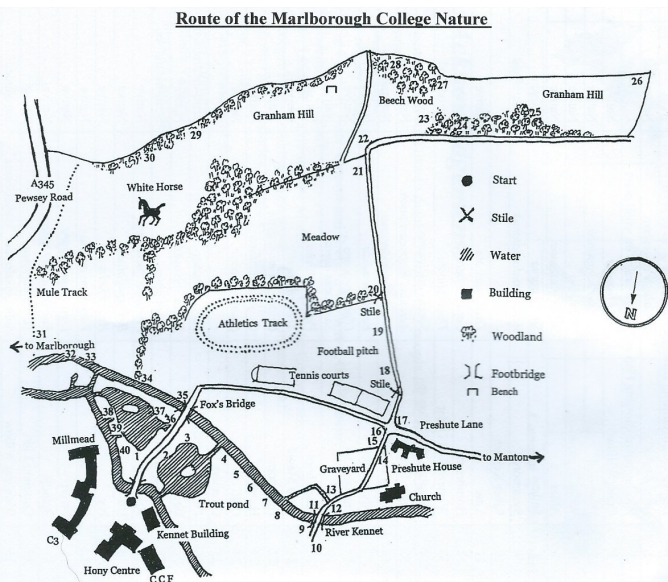 Route of the Marlborough College Nature
28
27
26
Beech Wood
Granham Hill
Granham Hill
25
23
29
30
22
21
A345
Pewsey Road
White Horse
Start
Stile
Meadow
Water
Building
N
Mule Track
20
Stile
Woodland
Athletics Track
19
31
to Marlborough
Football pitch
Footbridge
32
33
34
18
Tennis courts
Stile
Bench
35
Fox's Bridge
38
37
36
17
Preshute Lane
Millmead
39
16
15
3
40
1
2
4
14
Preshute House
to Manton
5
Graveyard
6
13
Church
Trout pond
7
12
8
11
Kennet Building
9
River Kennet
C3
10
Hony Centre
C.C.F